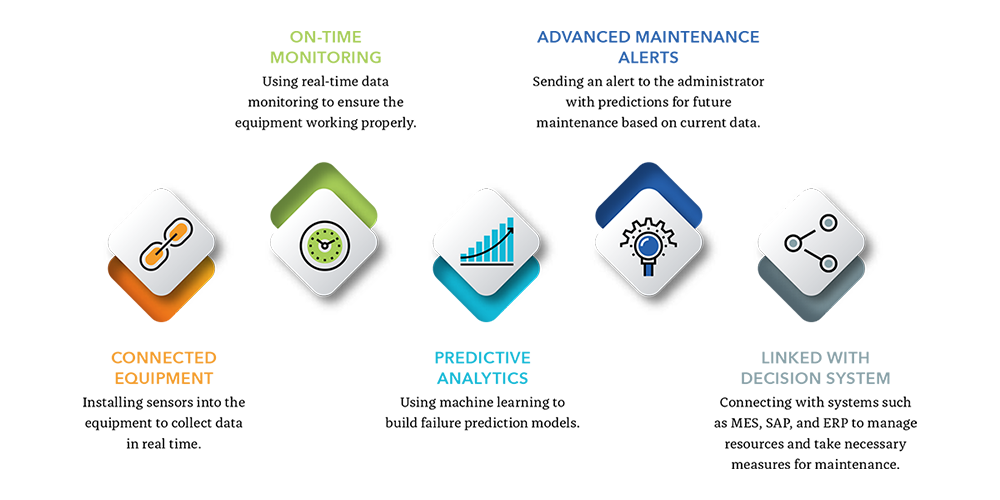 ON-TIME
MONITORING
Using real-time data
monitoring to ensure the
equipment working properly.
ADVANCED MAINTENANCE
ALERTS
Sending an alert to the administrator
with predictions for future
maintenance based on current data.
CONNECTED
EQUIPMENT
Installing sensors into the
equipment to collect data
in real time.
PREDICTIVE
ANALYTICS
Using machine learning to
build failure prediction models.
LINKED WITH
DECISION SYSTEM
Connecting with systems such
as MES, SAP, and ERP to manage
resources and take necessary
measures for maintenance.